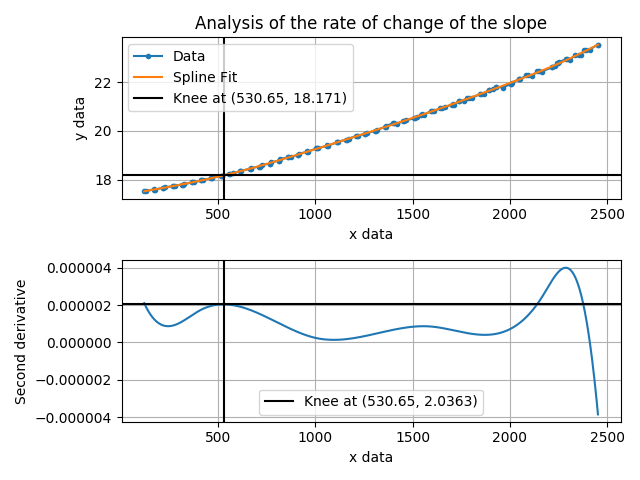 Analysis of the rate of change of the slope
Data
Spline Fit
Knee at (530.65, 18.171)
y data
22
20
18
500
1000
1500
2000
2500
x data
Second derivative
0.000004
0.000002
0.000000
−0.000002
−0.000004
Knee at (530.65, 2.0363)
500
1000
1500
2000
2500
x data